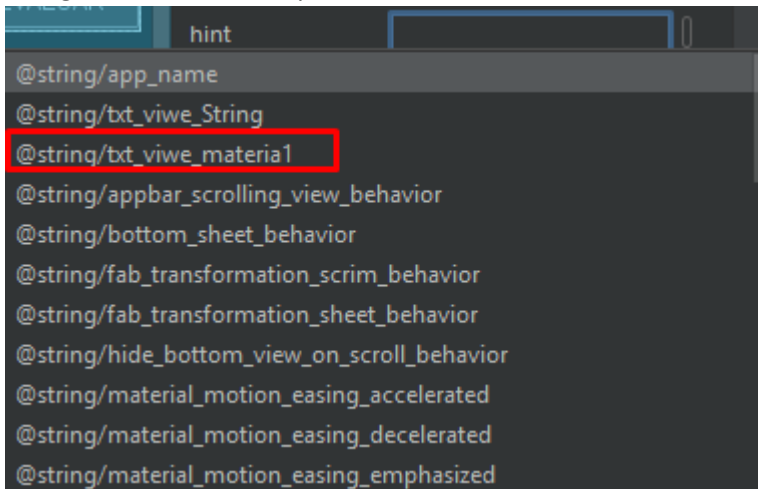 hint
@string/app_name
@string/txt_viwe_String
@string/txt_viwe_materia1
@string/appbar_scrolling_view_behavior
@string/bottom_sheet_behavior
@string/fab_transformation_scrim_behavior
@string/fab_transformation_sheet_behavior
@string/hide_bottom_view_on_scroll_behavior
@string/material_motion_easing_accelerated
@string/material_motion_easing_decelerated
@string/material_motion_easing_emphasized